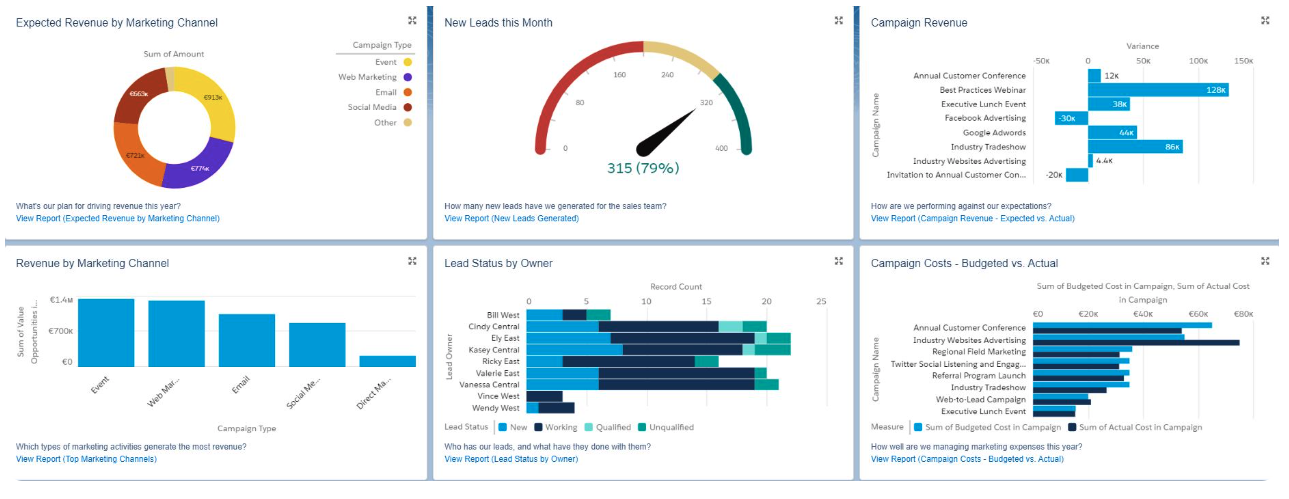 Expected Revenue by Marketing Channel
Sum of Amount
Campaign Type
Event
Web Marketing
Email
Social Media
Other
€663K
€913K
€721K
€774K
What's our plan for driving revenue this year?
View Report (Expected Revenue by Marketing Channel)
New Leads this Month
160
240
80
320
0
400
315 (79%)
How many new leads have we generated for the sales team?
View Report (New Leads Generated)
Campaign Revenue
Variance
-50K
0
50K
100K
150K
Campaign Name
Annual Customer Conference
12K
Best Practices Webinar
128K
Executive Lunch Event
38K
Facebook Advertising
-30K
Google Adwords
44K
Industry Tradeshow
86K
Industry Websites Advertising
4.4K
Invitation to Annual Customer Con...
-20K
How are we performing against our expectations?
View Report (Campaign Revenue - Expected vs. Actual)
Revenue by Marketing Channel
Sum of Value
Opportunities i...
€1.4M
€700K
€0
Event
Web Mar...
Email
Social Me...
Direct Ma...
Campaign Type
Which types of marketing activities generate the most revenue?
View Report (Top Marketing Channels)
Lead Status by Owner
Record Count
0
5
10
15
20
25
Lead Owner
Bill West
Cindy Central
Ely East
Kasey Central
Ricky East
Valerie East
Vanessa Central
Vince West
Wendy West
Lead Status
New
Working
Qualified
Unqualified
Who has our leads, and what have they done with them?
View Report (Lead Status by Owner)
Campaign Costs - Budgeted vs. Actual
Sum of Budgeted Cost in Campaign, Sum of Actual Cost
in Campaign
€0
€20K
€40K
€60K
€80K
Campaign Name
Annual Customer Conference
Industry Websites Advertising
Regional Field Marketing
Twitter Social Listening and Engag...
Referral Program Launch
Industry Tradeshow
Web-to-Lead Campaign
Executive Lunch Event
Measure
Sum of Budgeted Cost in Campaign
Sum of Actual Cost in Campaign
How well are we managing marketing expenses this year?
View Report (Campaign Costs - Budgeted vs. Actual)